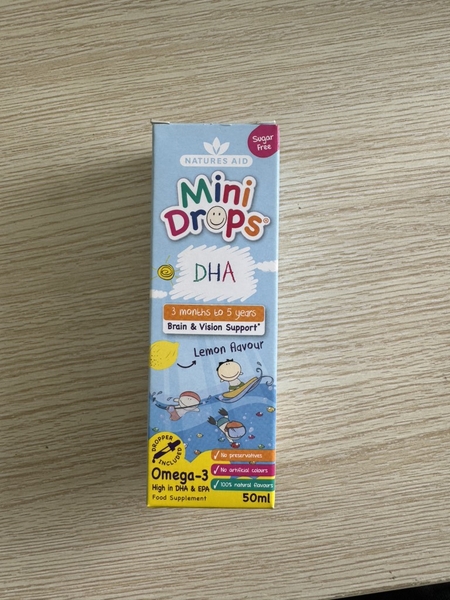 Sugar
Free
NATURES AID
Mini
Drops®
DHA
3 months to 5 years
Brain & Vision Support*
Lemon flavour
DROPPER
INCLUDED
✓ No preservatives
✓ No artificial colours
✓ 100% natural flavours
Omega-3
High in DHA & EPA
Food Supplement
50ml